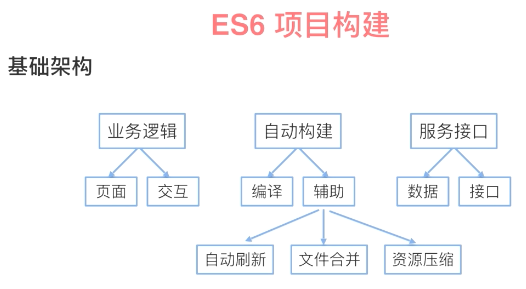 ES6 项目构建
基础架构
业务逻辑 自动构建 服务接口
页面 交互 编译 辅助 数据 接口
自动刷新 文件合并 资源压缩